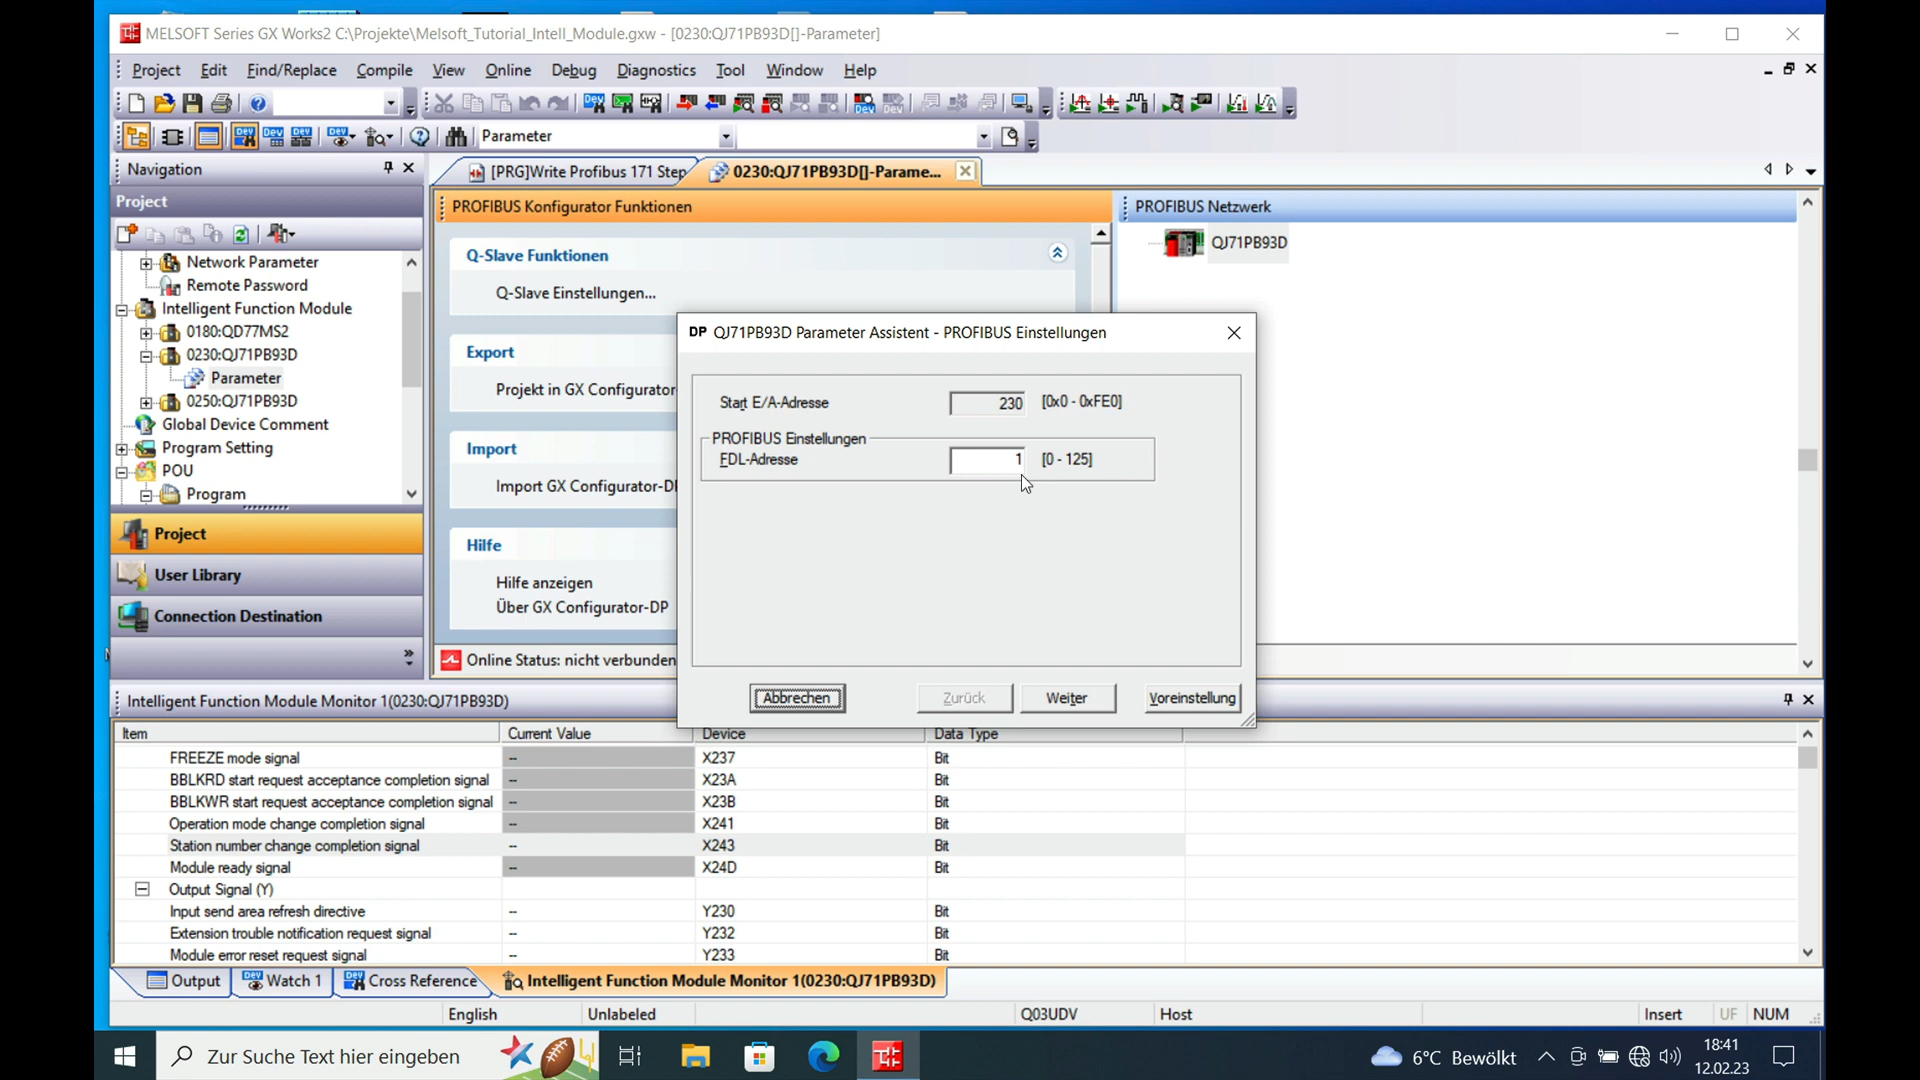 MELSOFT Series GX Works2 C:\Projekte\Melsoft_Tutorial_Intell_Module.gxw - [0230:QJ71PB93D[]-Parameter]
Project Edit Find/Replace Compile View Online Debug Diagnostics Tool Window Help
Parameter
Navigation
[PRG]Write Profibus 171 Step
0230:QJ71PB93D[]-Parame...
Project
PROFIBUS Konfigurator Funktionen
PROFIBUS Netzwerk
QJ71PB93D
Network Parameter
Remote Password
Intelligent Function Module
0180:QD77MS2
0230:QJ71PB93D
Parameter
0250:QJ71PB93D
Global Device Comment
Program Setting
POU
Program
Project
User Library
Connection Destination
Q-Slave Funktionen
Q-Slave Einstellungen...
Export
Projekt in GX Configurator
Import
Import GX Configurator-DP
Hilfe
Hilfe anzeigen
Über GX Configurator-DP
Online Status: nicht verbunden
DP QJ71PB93D Parameter Assistent - PROFIBUS Einstellungen
Start E/A-Adresse 230 [0x0 - 0xFE0]
PROFIBUS Einstellungen
FDL-Adresse 1 [0 - 125]
Abbrechen Zurück Weiter Voreinstellung
Intelligent Function Module Monitor 1(0230:QJ71PB93D)
Item Current Value Device Data Type
FREEZE mode signal -- X237 Bit
BBLKRD start request acceptance completion signal -- X23A Bit
BBLKWR start request acceptance completion signal -- X23B Bit
Operation mode change completion signal -- X241 Bit
Station number change completion signal -- X243 Bit
Module ready signal -- X24D Bit
Output Signal (Y)
Input send area refresh directive -- Y230 Bit
Extension trouble notification request signal -- Y232 Bit
Module error reset request signal -- Y233 Bit
Output Watch 1 Cross Reference Intelligent Function Module Monitor 1(0230:QJ71PB93D)
English Unlabeled Q03UDV Host Insert UF NUM
Zur Suche Text hier eingeben
6°C Bewölkt
18:41
12.02.23